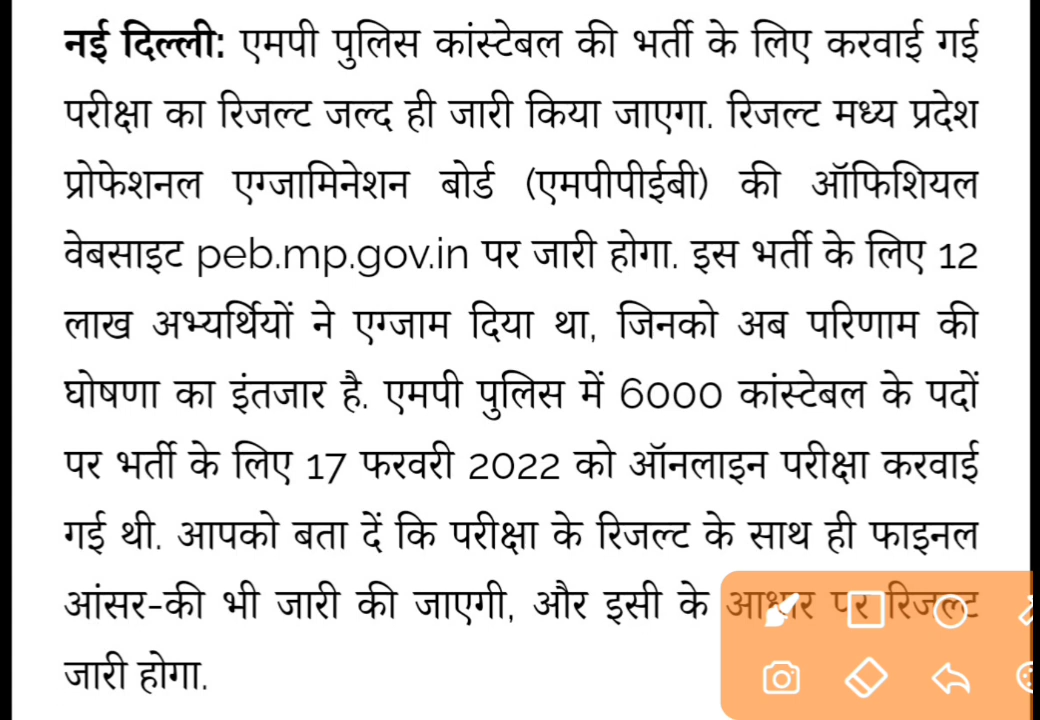 नई दिल्ली: एमपी पुलिस कांस्टेबल की भर्ती के लिए करवाई गई
परीक्षा का रिजल्ट जल्द ही जारी किया जाएगा. रिजल्ट मध्य प्रदेश
प्रोफेशनल एग्जामिनेशन बोर्ड (एमपीपीईबी) की ऑफिशियल
वेबसाइट peb.mp.gov.in पर जारी होगा. इस भर्ती के लिए 12
लाख अभ्यर्थियों ने एग्जाम दिया था, जिनको अब परिणाम की
घोषणा का इंतजार है. एमपी पुलिस में 6000 कांस्टेबल के पदों
पर भर्ती के लिए 17 फरवरी 2022 को ऑनलाइन परीक्षा करवाई
गई थी. आपको बता दें कि परीक्षा के रिजल्ट के साथ ही फाइनल
आंसर-की भी जारी की जाएगी, और इसी के आधार पर रिजल्ट
जारी होगा.